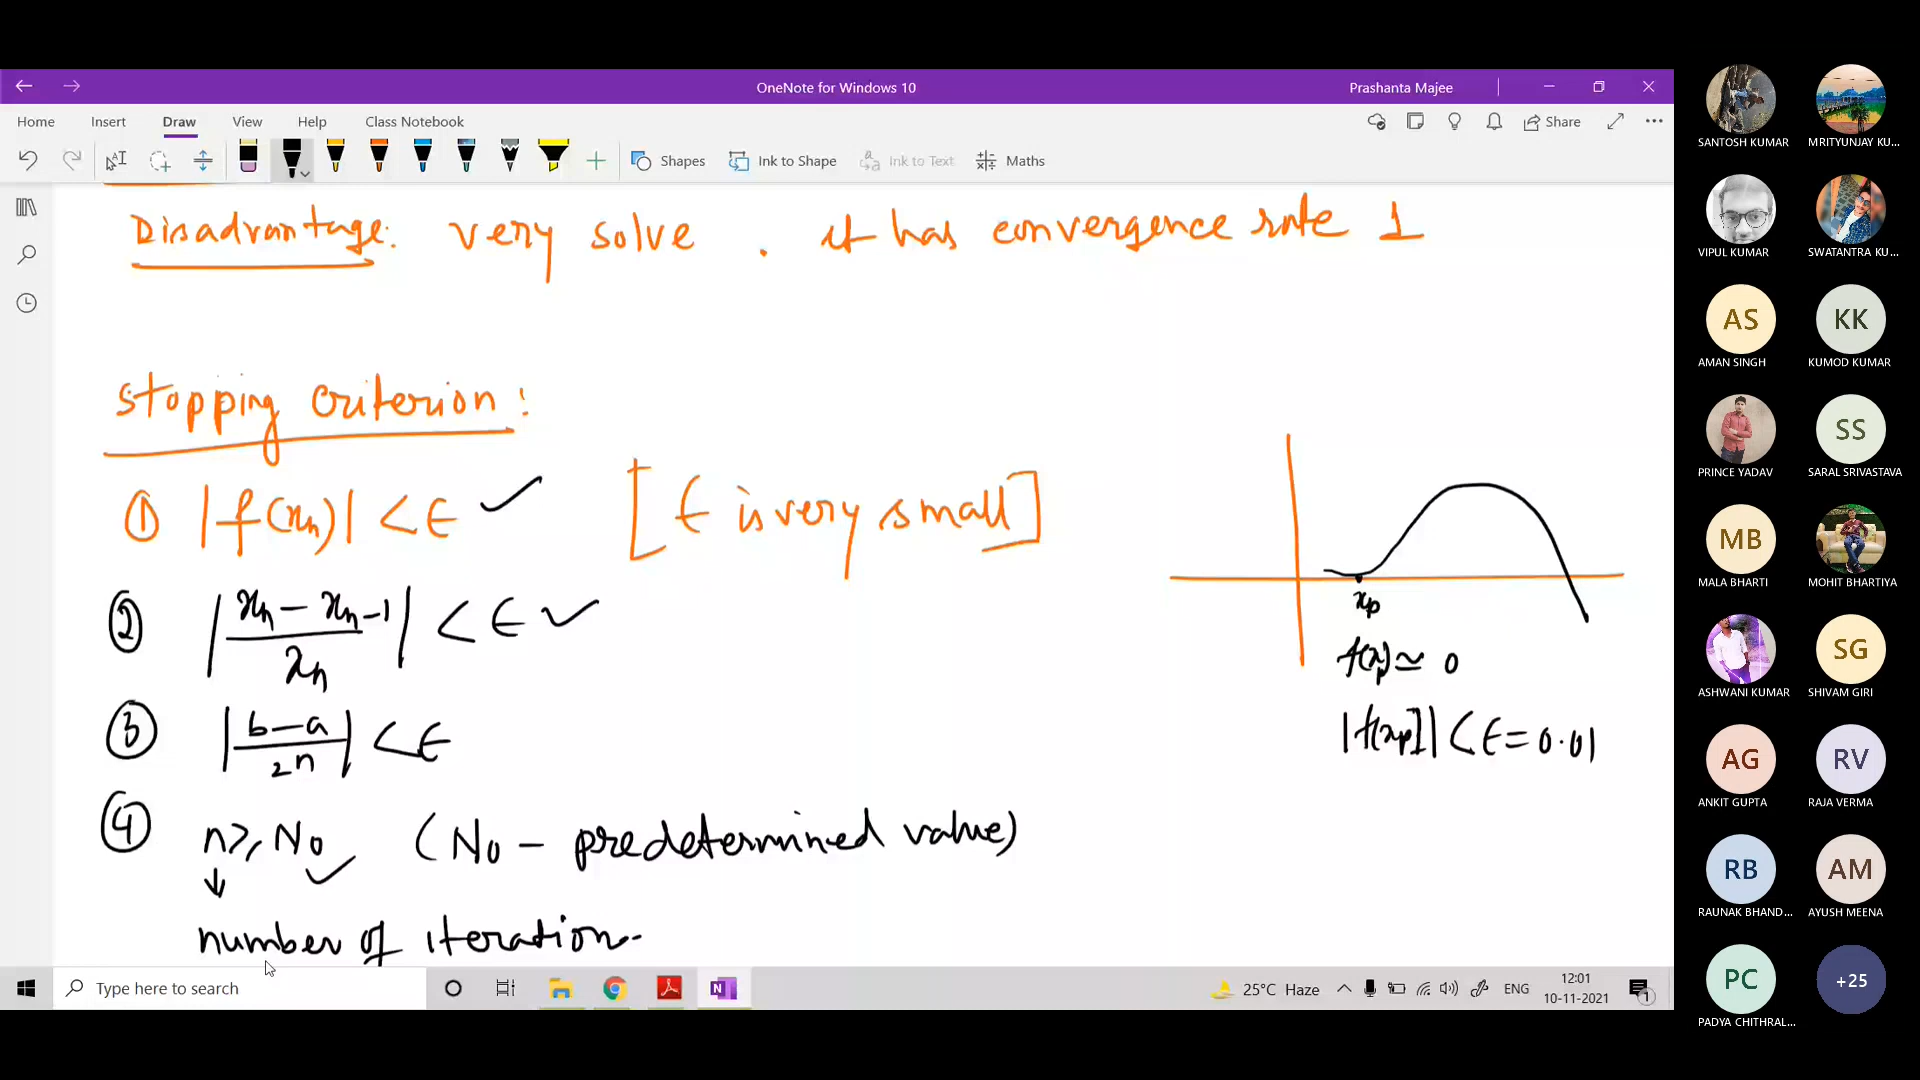 OneNote for Windows 10
Prashanta Majee
Home Insert Draw View Help Class Notebook
Share
Shapes Ink to Shape Ink to Text Maths
Disadvantage: very solve . it has convergence rate 1
Stopping criterion:
① |f(xn)| < ε ✓ [ε is very small]
② |xn - xn-1 / xn| < ε ✓
③ |b-a / 2n| < ε
④ n ≥ No ✓ (No - predetermined value)
↓
number of iteration.
xp
f(xp) ≃ 0
|f(xp)| < ε = 0.01
Type here to search
25°C Haze
ENG
12:01
10-11-2021
1
SANTOSH KUMAR
MRITYUNJAY KU...
VIPUL KUMAR
SWATANTRA KU...
AS
AMAN SINGH
KK
KUMOD KUMAR
PRINCE YADAV
SS
SARAL SRIVASTAVA
MB
MALA BHARTI
MOHIT BHARTIYA
ASHWANI KUMAR
SG
SHIVAM GIRI
AG
ANKIT GUPTA
RV
RAJA VERMA
RB
RAUNAK BHAND...
AM
AYUSH MEENA
PC
PADYA CHITHRAL...
+25